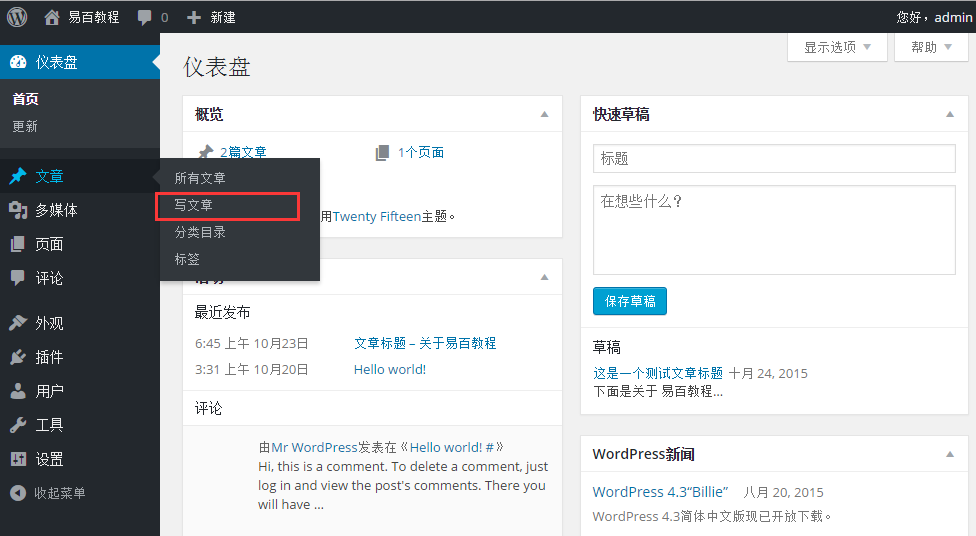 易百教程 0 新建 您好，admin
仪表盘
首页
更新
文章
多媒体
页面
评论
外观
插件
用户
工具
设置
收起菜单
所有文章
写文章
分类目录
标签
显示选项 帮助
仪表盘
概览
2篇文章 1个页面
用Twenty Fifteen主题。
最近发布
6:45 上午 10月23日 文章标题 – 关于易百教程
3:31 上午 10月20日 Hello world!
评论
由Mr WordPress发表在《Hello world! #》
Hi, this is a comment. To delete a comment, just
log in and view the post's comments. There you
will have ...
快速草稿
标题
在想些什么？
保存草稿
草稿
这是一个测试文章标题 十月 24, 2015
下面是关于 易百教程...
WordPress新闻
WordPress 4.3“Billie” 八月 20, 2015
WordPress 4.3简体中文版现已开放下载。